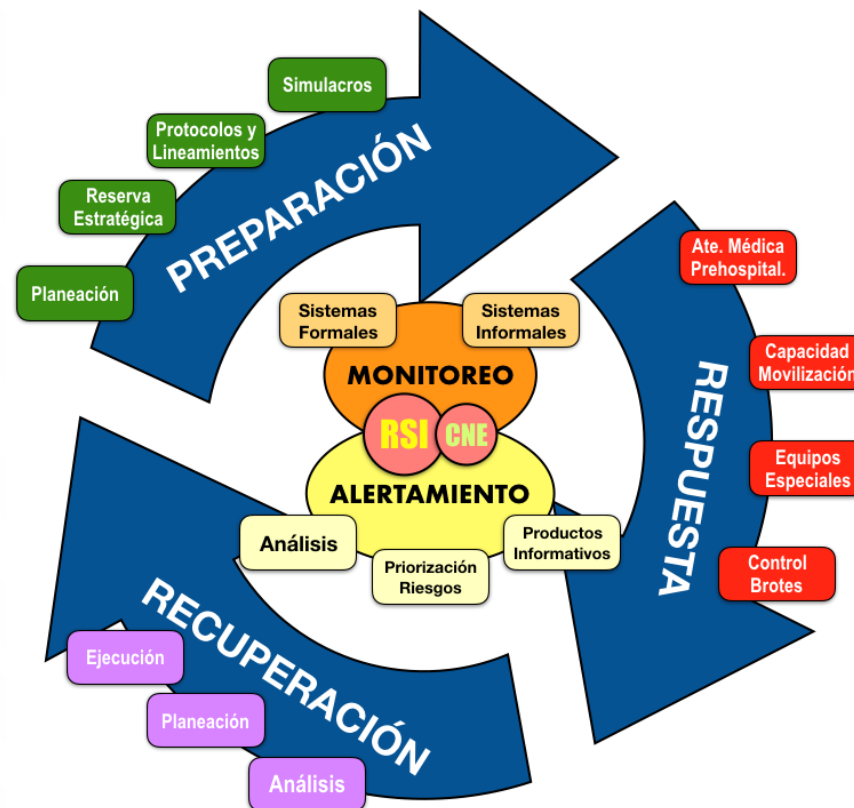 Simulacros
Protocolos y
Lineamientos
Reserva
Estratégica
Planeación
PREPARACIÓN
Ate. Médica
Prehospital.
Capacidad
Movilización
Equipos
Especiales
Control
Brotes
RESPUESTA
Sistemas
Formales
Sistemas
Informales
MONITOREO
RSI
CNE
ALERTAMIENTO
Análisis
Priorización
Riesgos
Productos
Informativos
RECUPERACIÓN
Ejecución
Planeación
Análisis